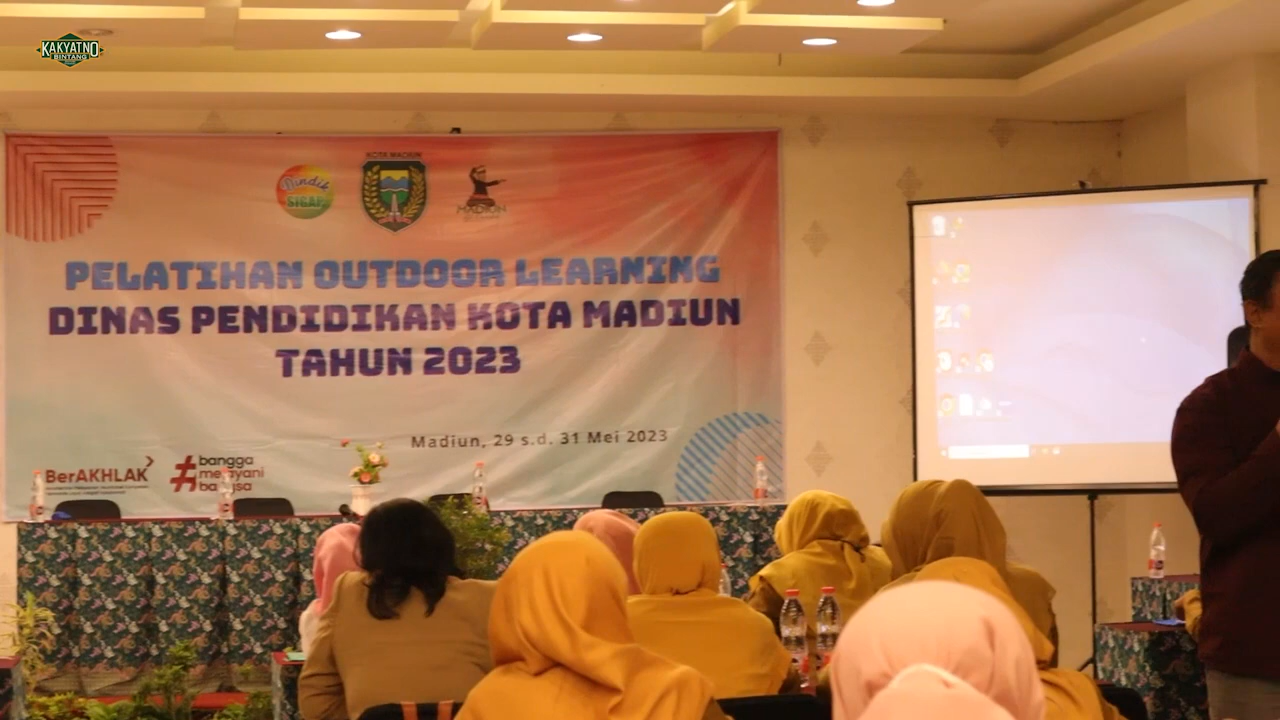 KAKYATNO
BINTANG
KOTA MADIUN
Dindik
SIGAP
MADIUN
PELATIHAN OUTDOOR LEARNING
DINAS PENDIDIKAN KOTA MADIUN
TAHUN 2023
Madiun, 29 s.d. 31 Mei 2023
BerAKHLAK
#bangga
melayani
bangsa